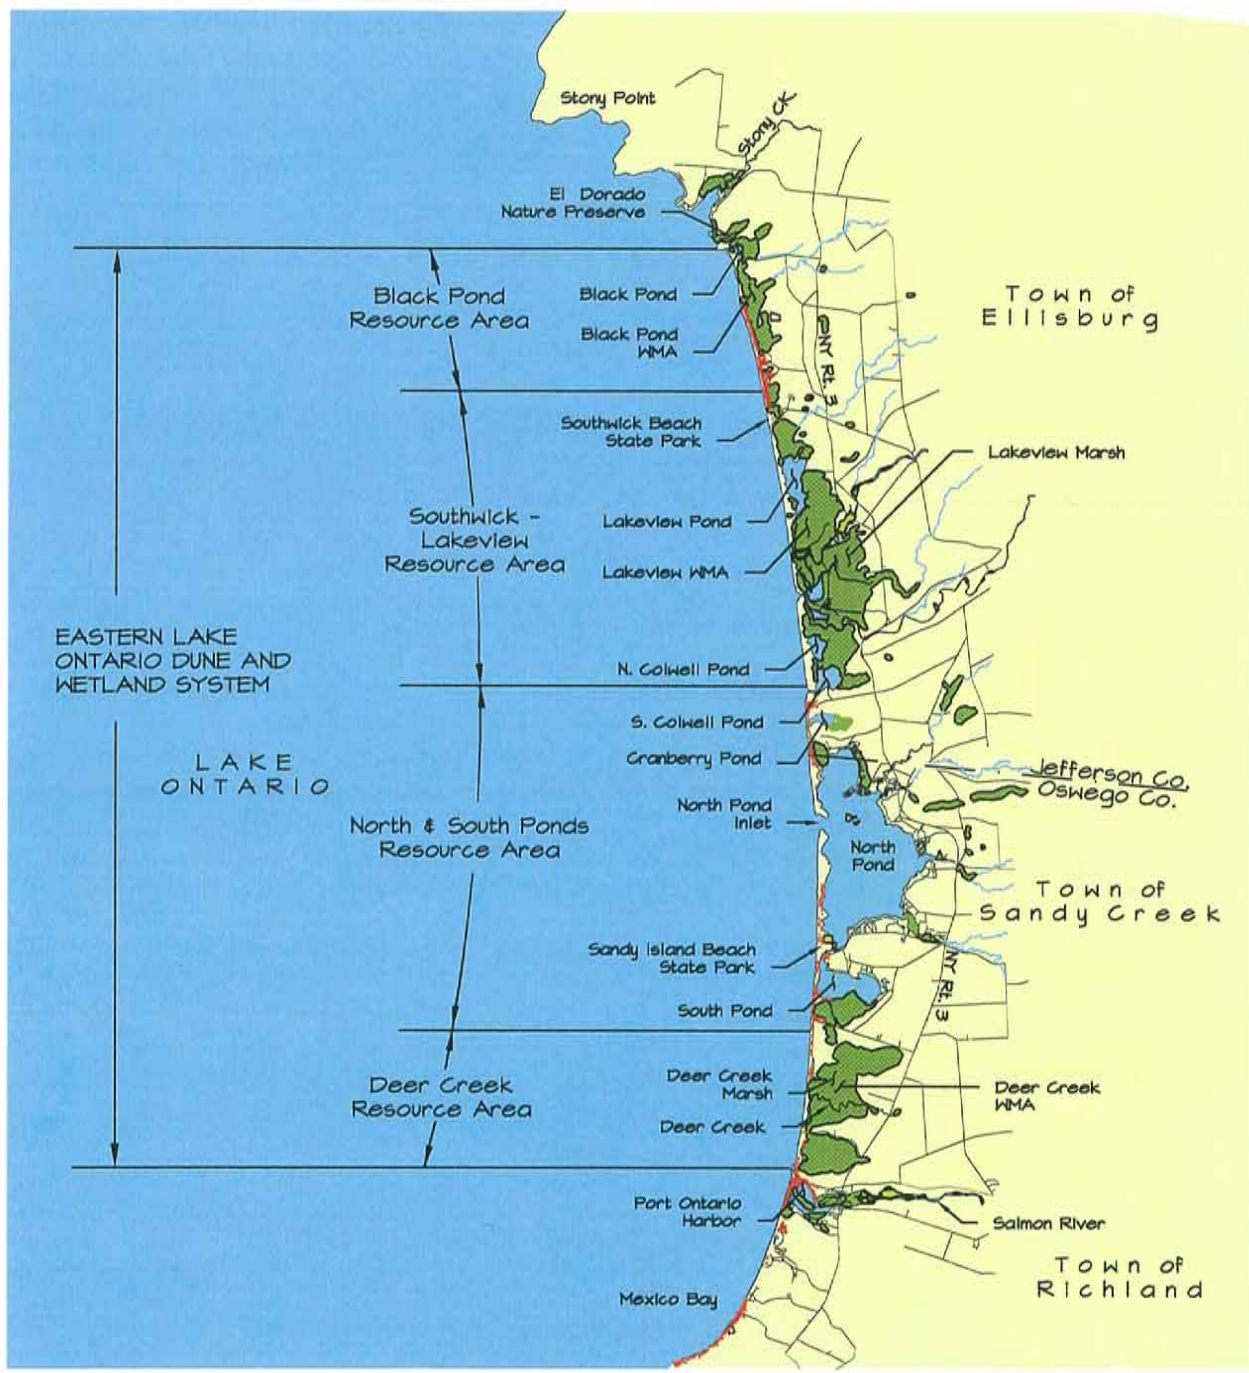 Stony Point
Stony CK
El Dorado
Nature Preserve
Black Pond
Resource Area
Black Pond
Black Pond
WMA
Town of
Ellisburg
NY Rt. 3
Southwick Beach
State Park
Lakeview Marsh
Southwick -
Lakeview
Resource Area
Lakeview Pond
Lakeview WMA
EASTERN LAKE
ONTARIO DUNE AND
WETLAND SYSTEM
N. Colwell Pond
S. Colwell Pond
Cranberry Pond
LAKE
ONTARIO
Jefferson Co.
Oswego Co.
North Pond
Inlet
North & South Ponds
Resource Area
North
Pond
Town of
Sandy Creek
Sandy Island Beach
State Park
NY Rt. 3
South Pond
Deer Creek
Resource Area
Deer Creek
Marsh
Deer Creek
WMA
Deer Creek
Port Ontario
Harbor
Salmon River
Town of
Richland
Mexico Bay